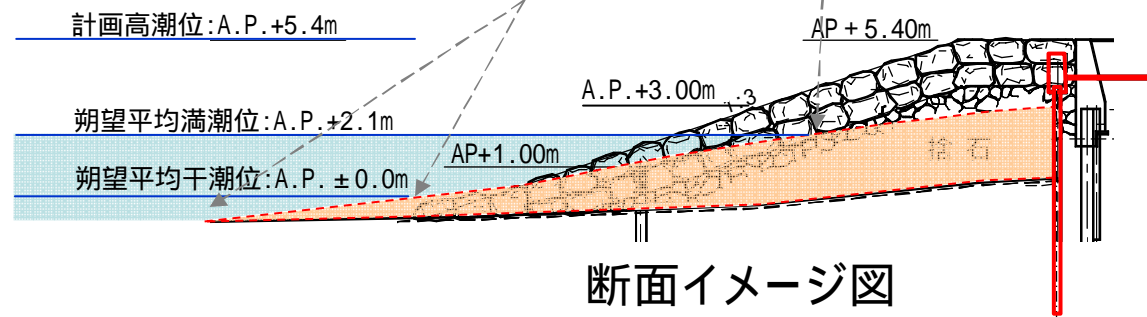 計画高潮位:A.P.+5.4m
AP+5.40m
A.P.+3.00m
1:3
朔望平均満潮位:A.P.+2.1m
AP+1.00m
捨石
朔望平均干潮位:A.P.±0.0m
断面イメージ図